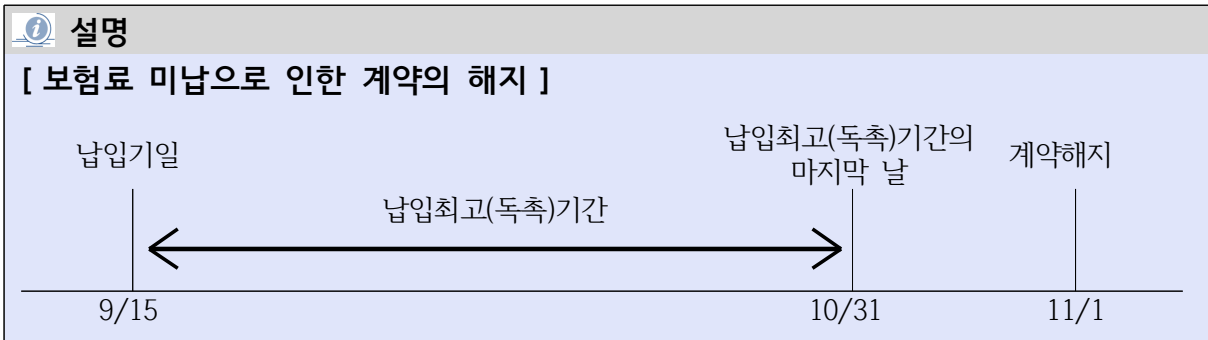 설명
[ 보험료 미납으로 인한 계약의 해지 ]
납입기일
납입최고(독촉)기간의
마지막 날
계약해지
납입최고(독촉)기간
9/15
10/31
11/1